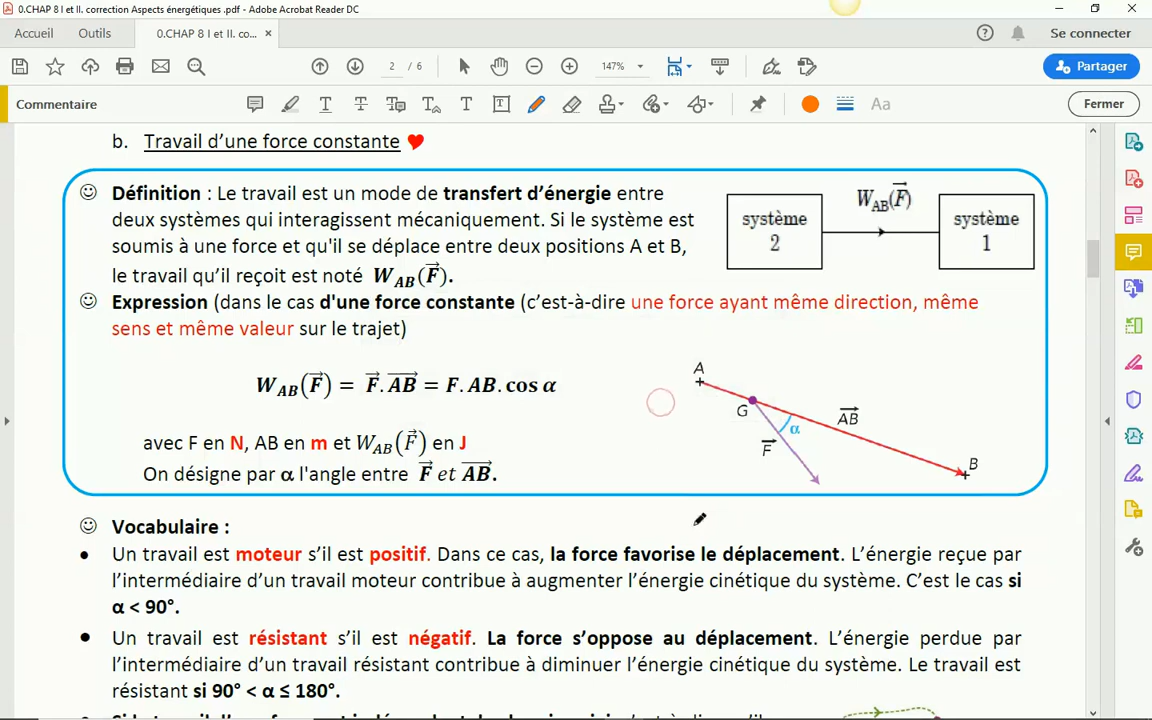 0.CHAP 8 I et II. correction Aspects énergétiques .pdf - Adobe Acrobat Reader DC
Accueil Outils 0.CHAP 8 I et II. co... × Se connecter
2 / 6 147% Partager
Commentaire Aa Fermer
b. Travail d'une force constante
Définition : Le travail est un mode de transfert d'énergie entre
deux systèmes qui interagissent mécaniquement. Si le système est
soumis à une force et qu'il se déplace entre deux positions A et B,
le travail qu'il reçoit est noté W_AB(F⃗).
système 2 W_AB(F⃗) système 1
Expression (dans le cas d'une force constante (c'est-à-dire une force ayant même direction, même
sens et même valeur sur le trajet)
W_AB(F⃗) = F⃗.AB⃗ = F.AB.cos α
avec F en N, AB en m et W_AB(F⃗) en J
On désigne par α l'angle entre F⃗ et AB⃗.
A
G α AB⃗
F⃗
B
Vocabulaire :
• Un travail est moteur s'il est positif. Dans ce cas, la force favorise le déplacement. L'énergie reçue par
l'intermédiaire d'un travail moteur contribue à augmenter l'énergie cinétique du système. C'est le cas si
α < 90°.
• Un travail est résistant s'il est négatif. La force s'oppose au déplacement. L'énergie perdue par
l'intermédiaire d'un travail résistant contribue à diminuer l'énergie cinétique du système. Le travail est
résistant si 90° < α ≤ 180°.